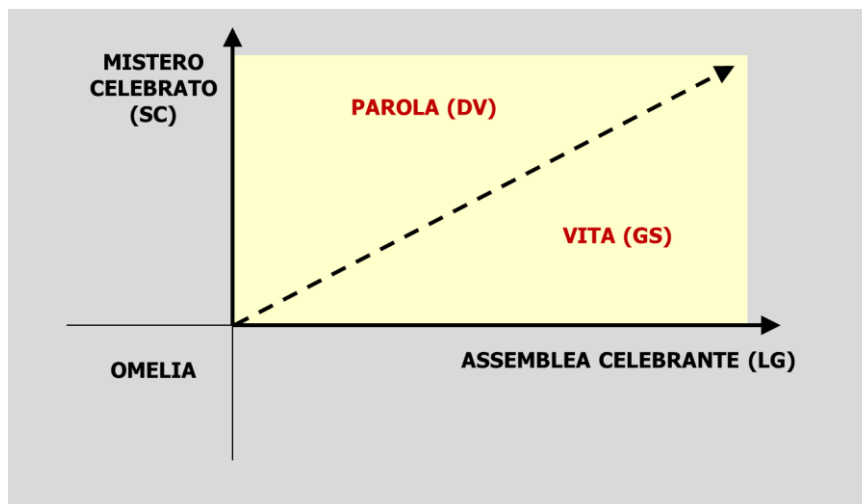 MISTERO
CELEBRATO
(SC)
PAROLA (DV)
VITA (GS)
OMELIA
ASSEMBLEA CELEBRANTE (LG)